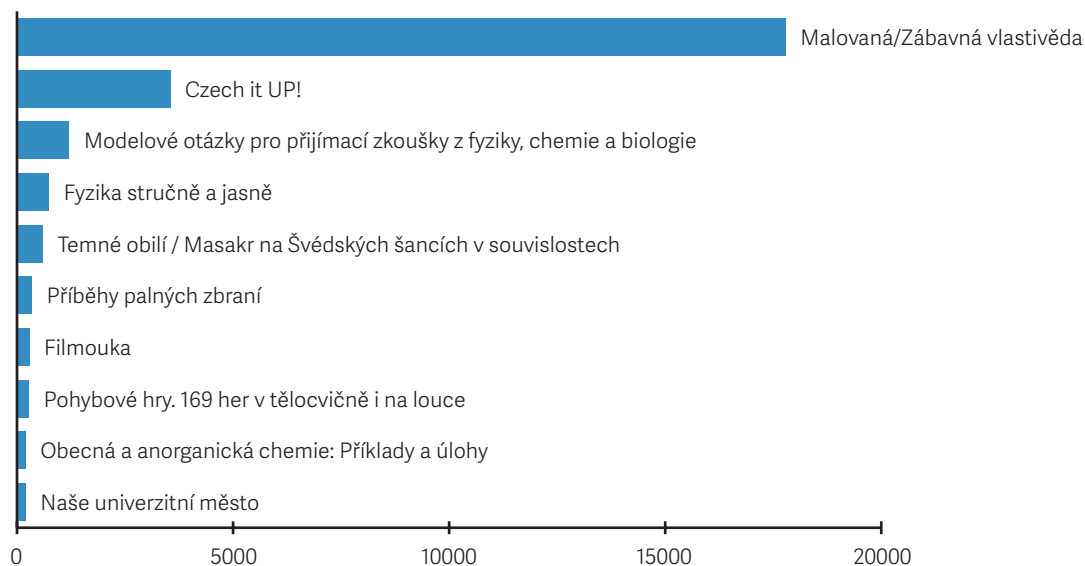 Malovaná/Zábavná vlastivěda
Czech it UP!
Modelové otázky pro přijímací zkoušky z fyziky, chemie a biologie
Fyzika stručně a jasně
Temné obilí / Masakr na Švédských šancích v souvislostech
Příběhy palných zbraní
Filmouka
Pohybové hry. 169 her v tělocvičně i na louce
Obecná a anorganická chemie: Příklady a úlohy
Naše univerzitní město
0 5000 10000 15000 20000